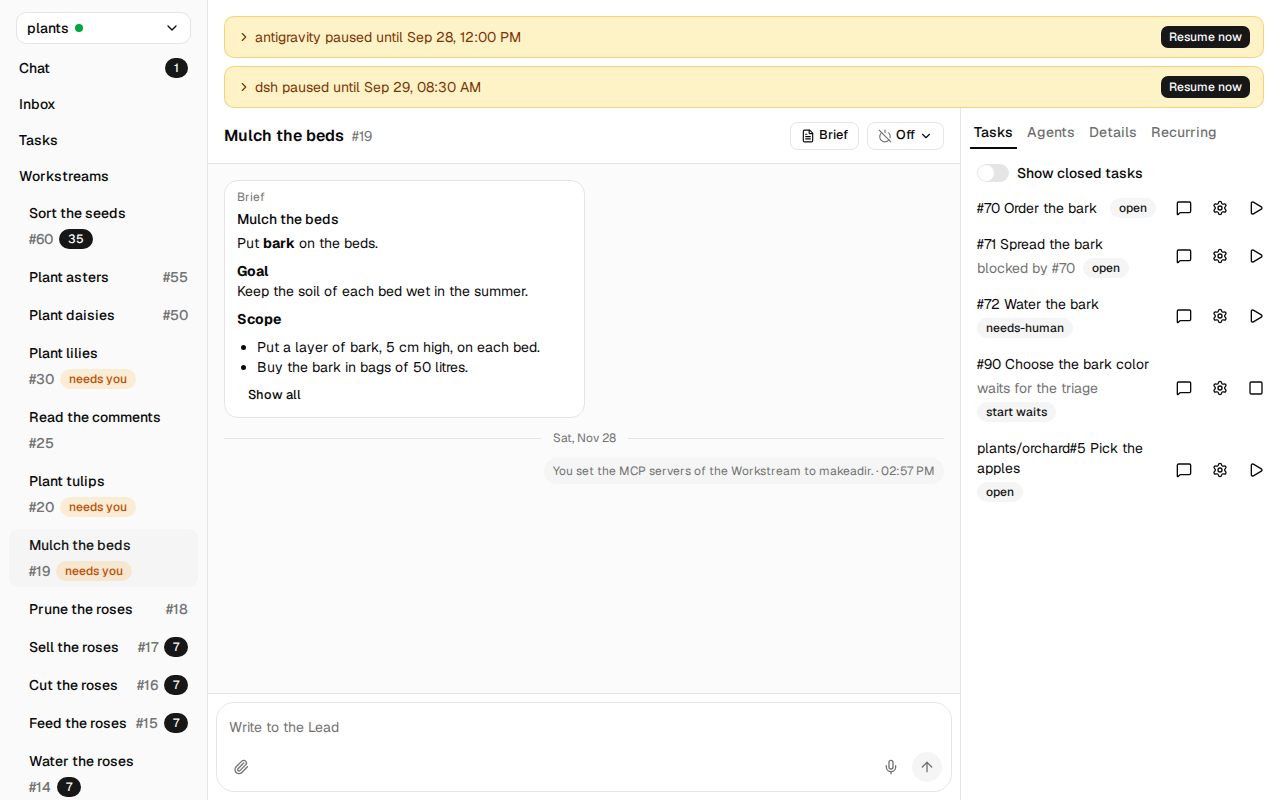 plants
Chat 1
Inbox
Tasks
Workstreams
Sort the seeds
#60 35
Plant asters #55
Plant daisies #50
Plant lilies
#30 needs you
Read the comments
#25
Plant tulips
#20 needs you
Mulch the beds
#19 needs you
Prune the roses #18
Sell the roses #17 7
Cut the roses #16 7
Feed the roses #15 7
Water the roses
#14 7
antigravity paused until Sep 28, 12:00 PM Resume now
dsh paused until Sep 29, 08:30 AM Resume now
Mulch the beds #19 Brief Off
Brief
Mulch the beds
Put bark on the beds.
Goal
Keep the soil of each bed wet in the summer.
Scope
• Put a layer of bark, 5 cm high, on each bed.
• Buy the bark in bags of 50 litres.
Show all
Sat, Nov 28
You set the MCP servers of the Workstream to makeadir. · 02:57 PM
Write to the Lead
Tasks Agents Details Recurring
Show closed tasks
#70 Order the bark open
#71 Spread the bark
blocked by #70 open
#72 Water the bark
needs-human
#90 Choose the bark color
waits for the triage
start waits
plants/orchard#5 Pick the
apples
open